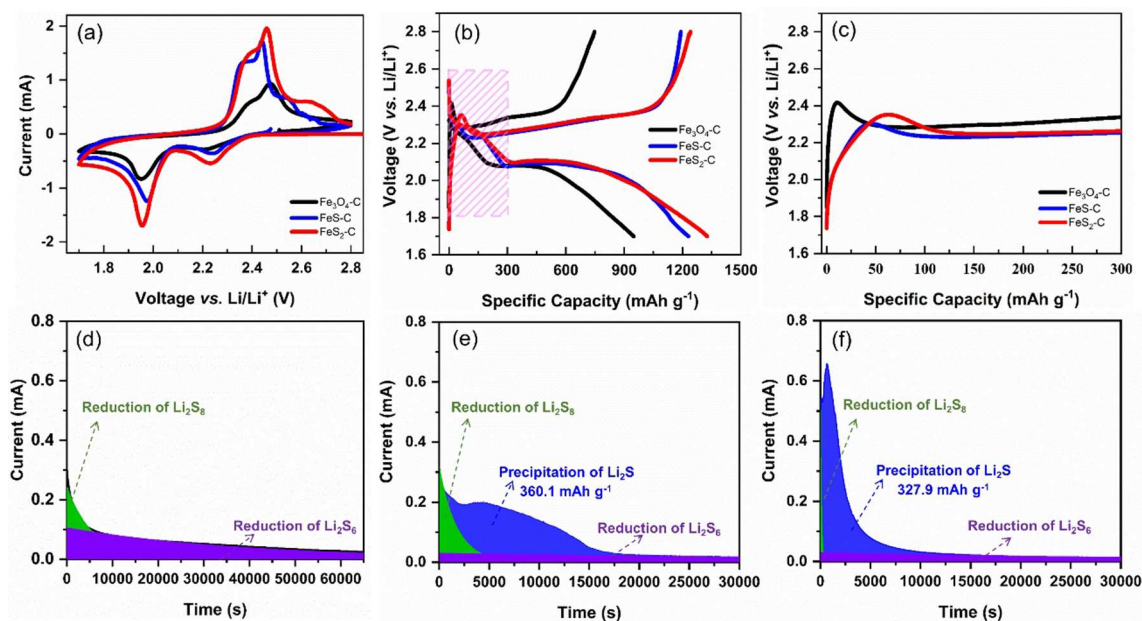 (a)
2
1
0
-1
-2
Current (mA)
Fe₃O₄-C
FeS-C
FeS₂-C
1.8
2.0
2.2
2.4
2.6
2.8
Voltage vs. Li/Li⁺ (V)
(b)
2.8
2.6
2.4
2.2
2.0
1.8
1.6
Voltage (V vs. Li/Li⁺)
Fe₃O₄-C
FeS-C
FeS₂-C
0
300
600
900
1200
1500
Specific Capacity (mAh g⁻¹)
(c)
2.8
2.6
2.4
2.2
2.0
1.8
1.6
Voltage (V vs. Li/Li⁺)
Fe₃O₄-C
FeS-C
FeS₂-C
0
50
100
150
200
250
300
Specific Capacity (mAh g⁻¹)
(d)
0.8
0.6
0.4
0.2
0.0
Current (mA)
Reduction of Li₂S₈
Reduction of Li₂S₆
0
10000
20000
30000
40000
50000
60000
Time (s)
(e)
0.8
0.6
0.4
0.2
0.0
Current (mA)
Reduction of Li₂S₈
Precipitation of Li₂S
360.1 mAh g⁻¹
Reduction of Li₂S₆
0
5000
10000
15000
20000
25000
30000
Time (s)
(f)
0.8
0.6
0.4
0.2
0.0
Current (mA)
Reduction of Li₂S₈
Precipitation of Li₂S
327.9 mAh g⁻¹
Reduction of Li₂S₆
0
5000
10000
15000
20000
25000
30000
Time (s)